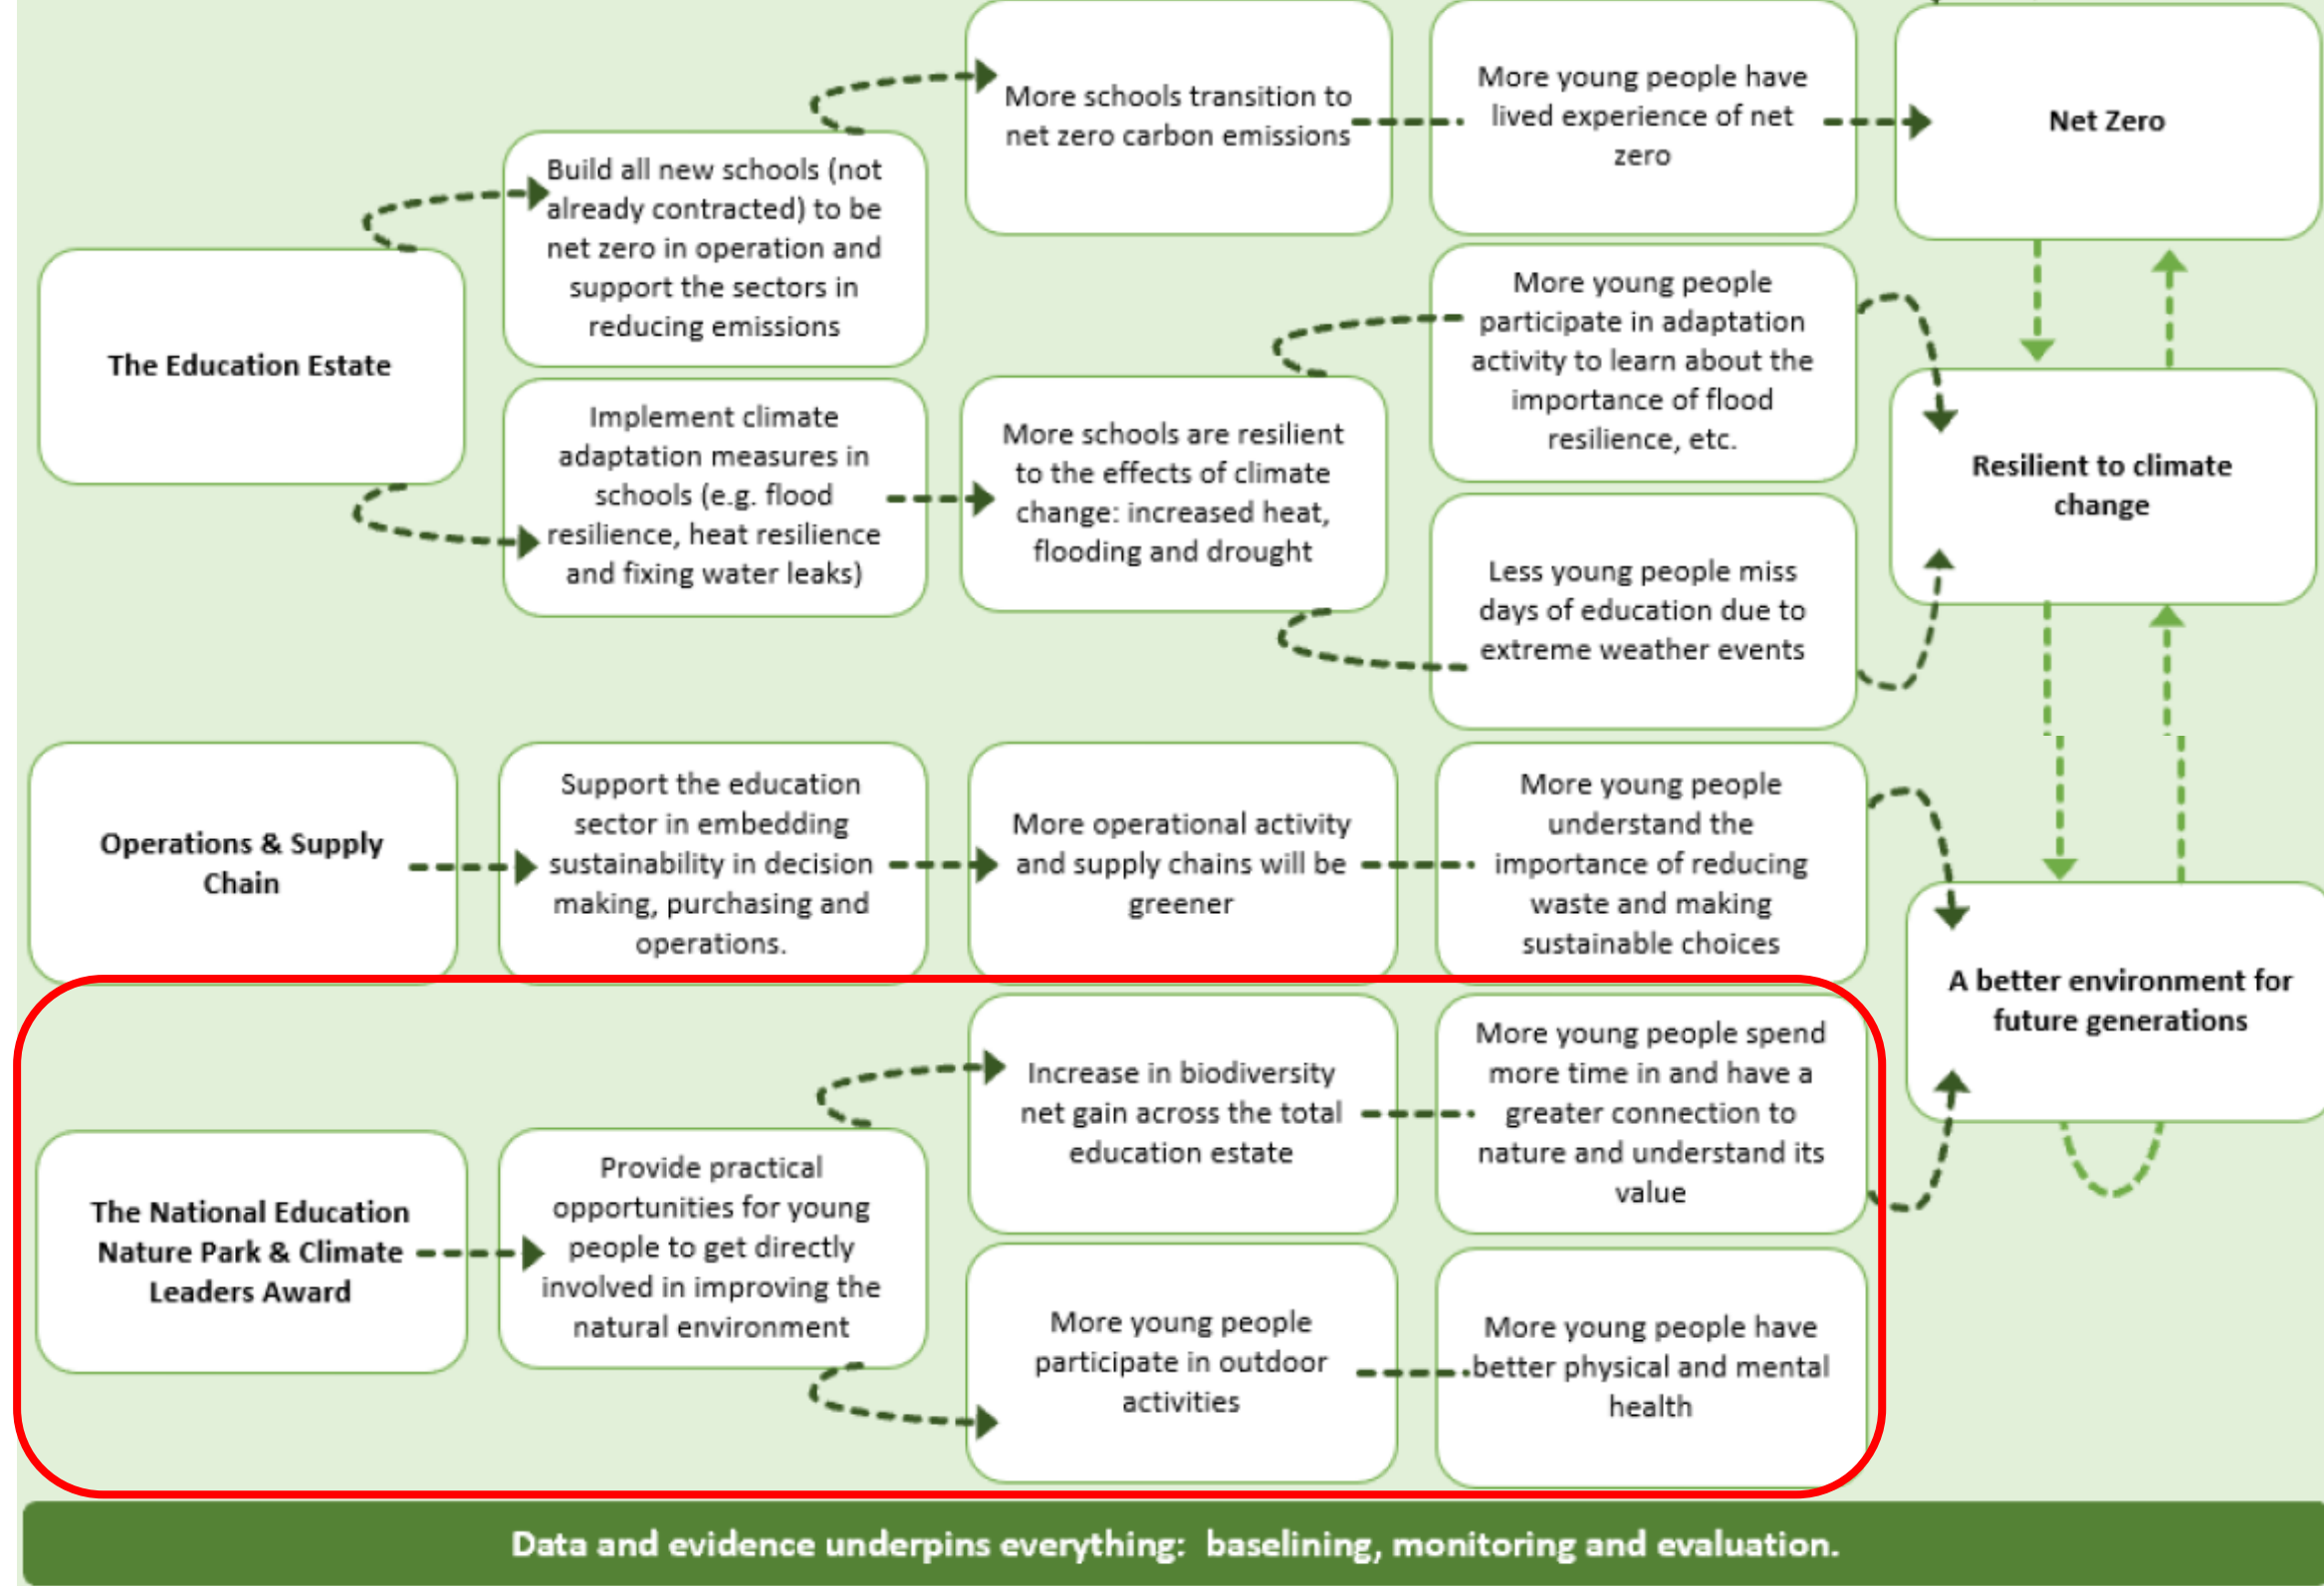 More schools transition to
net zero carbon emissions
More young people have
lived experience of net
zero
Net Zero
Build all new schools (not
already contracted) to be
net zero in operation and
support the sectors in
reducing emissions
The Education Estate
Implement climate
adaptation measures in
schools (e.g. flood
resilience, heat resilience
and fixing water leaks)
More schools are resilient
to the effects of climate
change: increased heat,
flooding and drought
More young people
participate in adaptation
activity to learn about the
importance of flood
resilience, etc.
Less young people miss
days of education due to
extreme weather events
Resilient to climate
change
Operations & Supply
Chain
Support the education
sector in embedding
sustainability in decision
making, purchasing and
operations.
More operational activity
and supply chains will be
greener
More young people
understand the
importance of reducing
waste and making
sustainable choices
A better environment for
future generations
The National Education
Nature Park & Climate
Leaders Award
Provide practical
opportunities for young
people to get directly
involved in improving the
natural environment
Increase in biodiversity
net gain across the total
education estate
More young people spend
more time in and have a
greater connection to
nature and understand its
value
More young people
participate in outdoor
activities
More young people have
better physical and mental
health
Data and evidence underpins everything:  baselining, monitoring and evaluation.